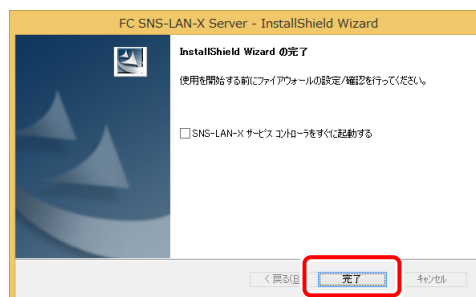 FC SNS-LAN-X Server - InstallShield Wizard
InstallShield Wizard の完了
使用を開始する前にファイアウォールの設定/確認を行ってください。
SNS-LAN-X サービス コントローラをすぐに起動する
< 戻る(B
完了
キャンセル